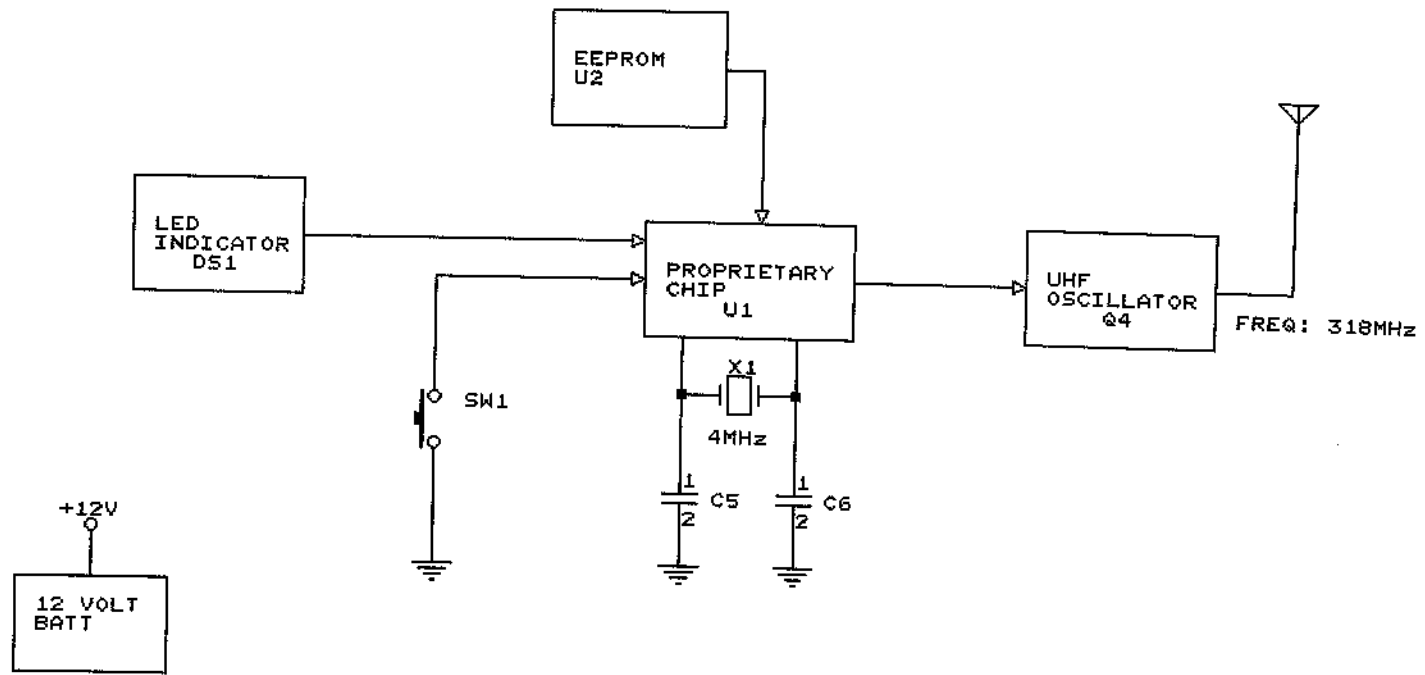 EEPROM
U2
LED
INDICATOR
DS1
PROPRIETARY
CHIP
U1
UHF
OSCILLATOR
Q4
FREQ: 318MHz
X1
4MHz
SW1
1
C5
2
1
C6
2
+12V
12 VOLT
BATT